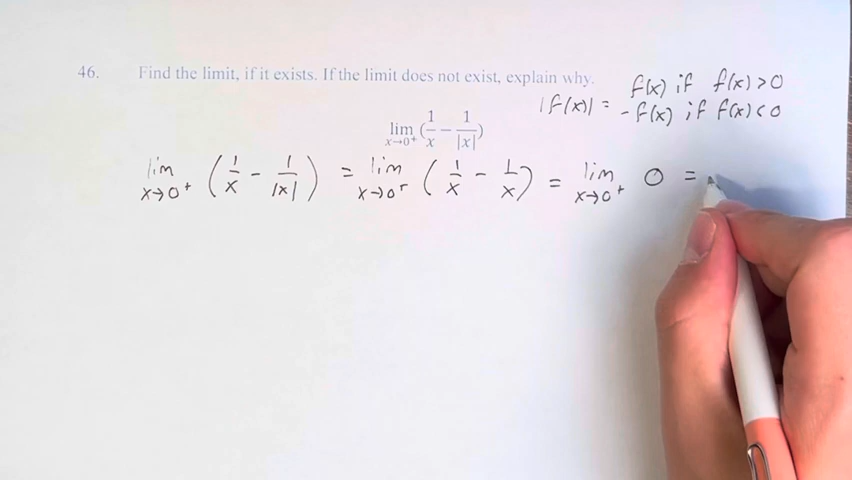 46. Find the limit, if it exists. If the limit does not exist, explain why.
|f(x)| = f(x) if f(x) > 0
-f(x) if f(x) < 0
lim x→0⁺ (1/x - 1/|x|)
lim x→0⁺ (1/x - 1/|x|) = lim x→0⁺ (1/x - 1/x) = lim x→0⁺ 0 =